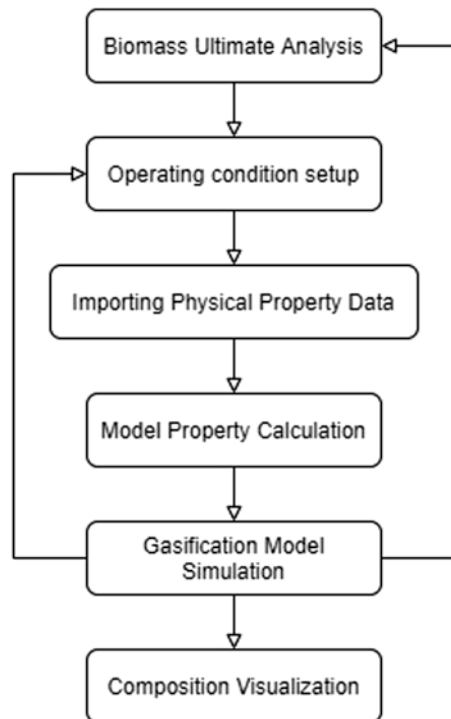 Biomass Ultimate Analysis
Operating condition setup
Importing Physical Property Data
Model Property Calculation
Gasification Model
Simulation
Composition Visualization